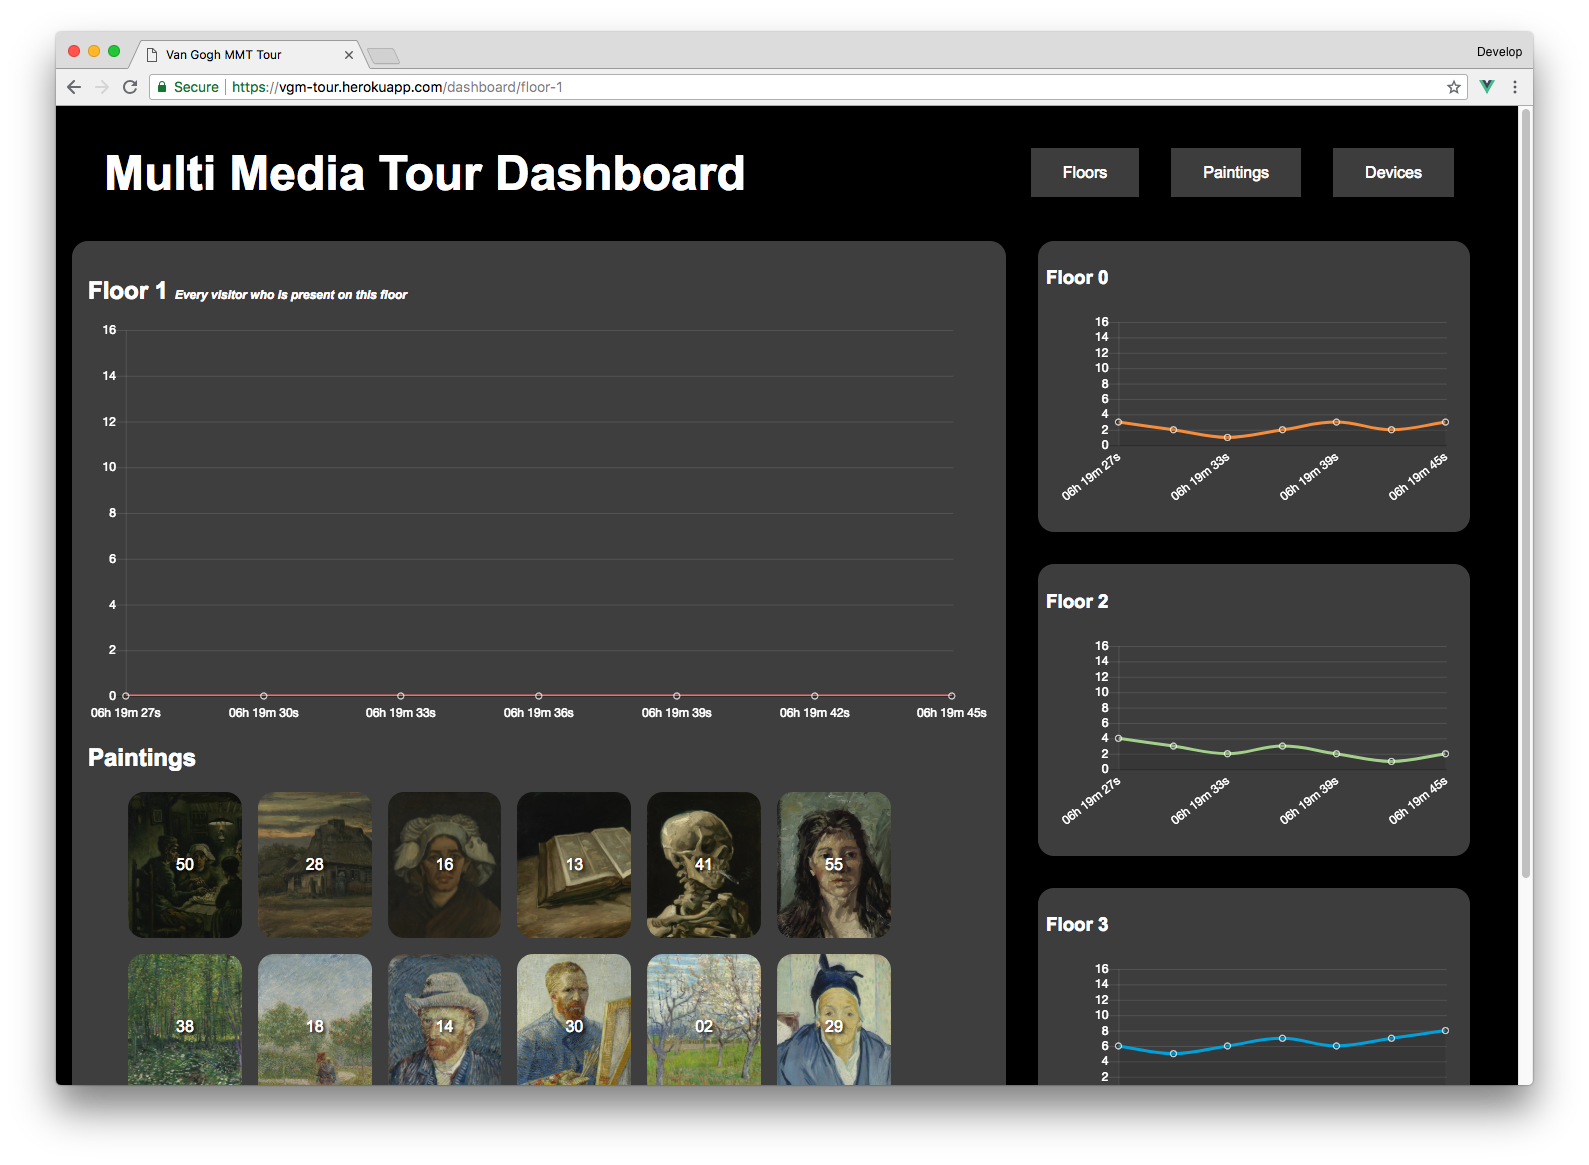 Van Gogh MMT Tour
Develop
Secure https://vgm-tour.herokuapp.com/dashboard/floor-1
Multi Media Tour Dashboard
Floors
Paintings
Devices
Floor 1 Every visitor who is present on this floor
16
14
12
10
8
6
4
2
0
06h 19m 27s 06h 19m 30s 06h 19m 33s 06h 19m 36s 06h 19m 39s 06h 19m 42s 06h 19m 45s
Paintings
50 28 16 13 41 55
38 18 14 30 02 29
Floor 0
16
14
12
10
8
6
4
2
0
06h 19m 27s 06h 19m 33s 06h 19m 39s 06h 19m 45s
Floor 2
16
14
12
10
8
6
4
2
0
06h 19m 27s 06h 19m 33s 06h 19m 39s 06h 19m 45s
Floor 3
16
14
12
10
8
6
4
2